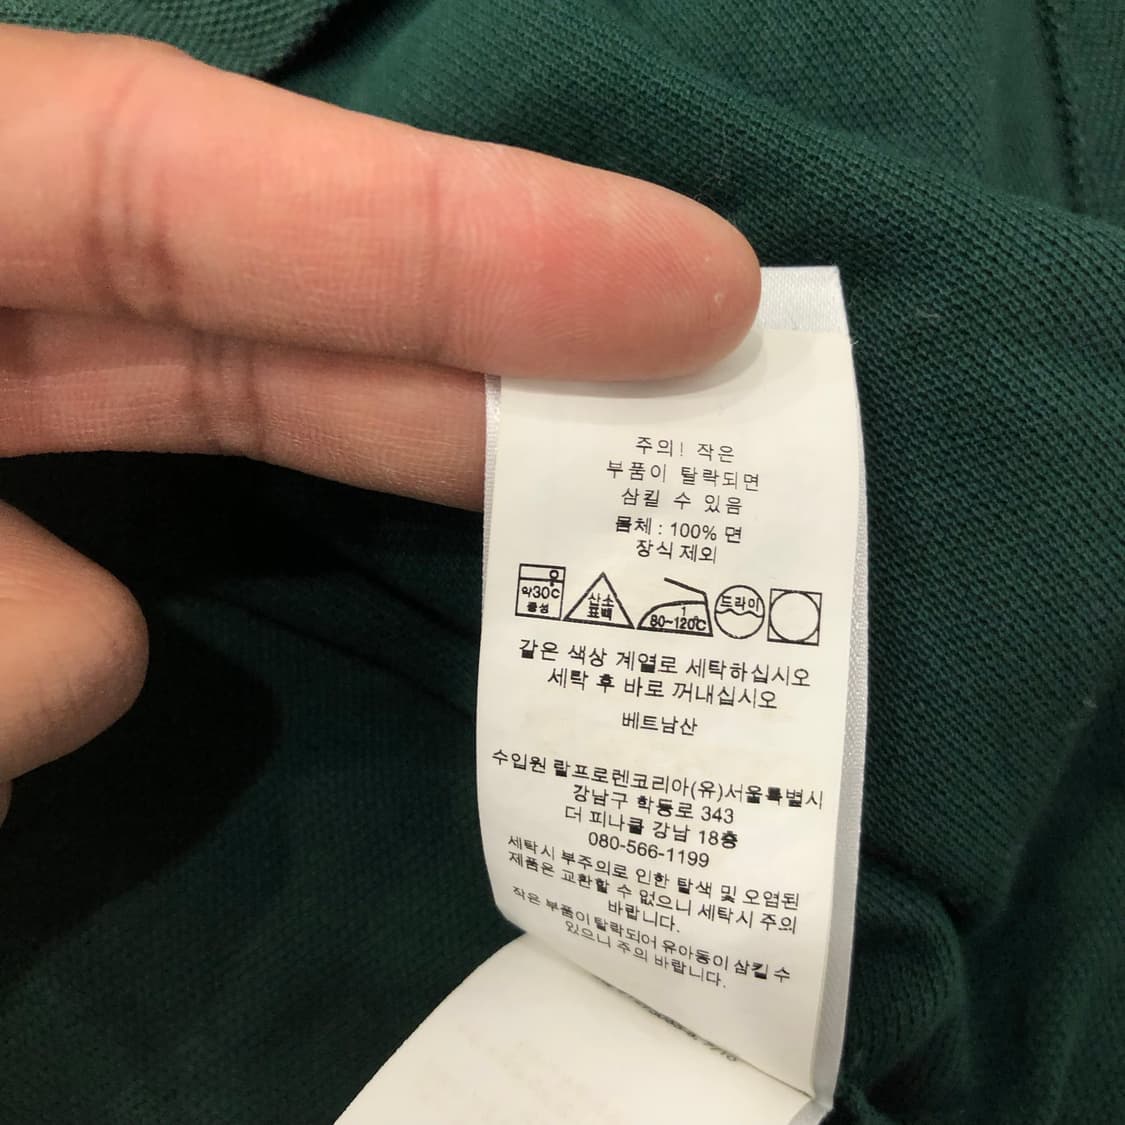 주의! 작은
부품이 탈락되면
삼킬 수 있음
몸체 : 100% 면
장식 제외
약30℃
중성
산소
표백
1
80~120℃
드라이
같은 색상 계열로 세탁하십시오
세탁 후 바로 꺼내십시오
베트남산
수입원 랄프로렌코리아(유)서울특별시
강남구 학동로 343
더 피나클 강남 18층
080-566-1199
세탁시 부주의로 인한 탈색 및 오염된
제품은 교환할 수 없으니 세탁시 주의
바랍니다.
작은 부품이 탈락되어 유아동이 삼킬 수
있으니 주의 바랍니다.